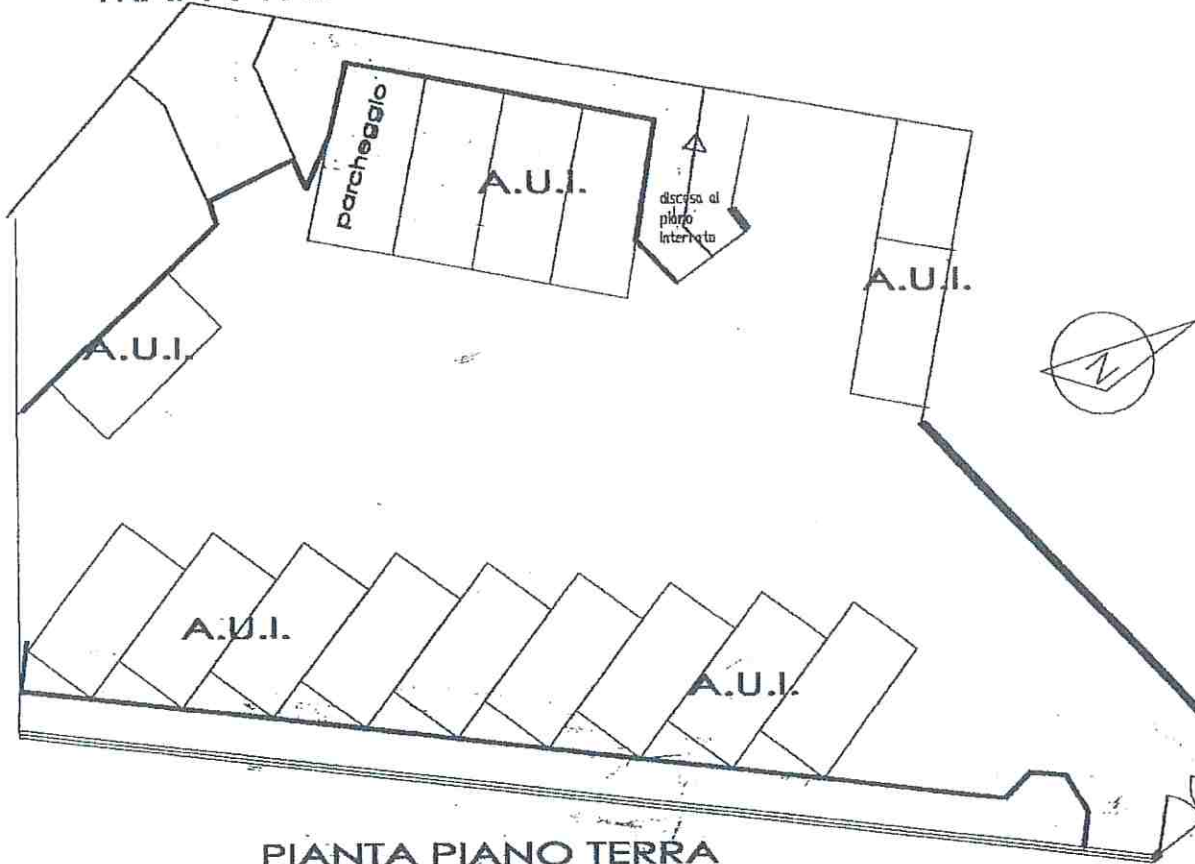 parcheggio
A.U.I.
discesa al
piano
Interrato
A.U.I.
A.U.I.
N
A.U.I.
A.U.I.
PIANTA PIANO TERRA